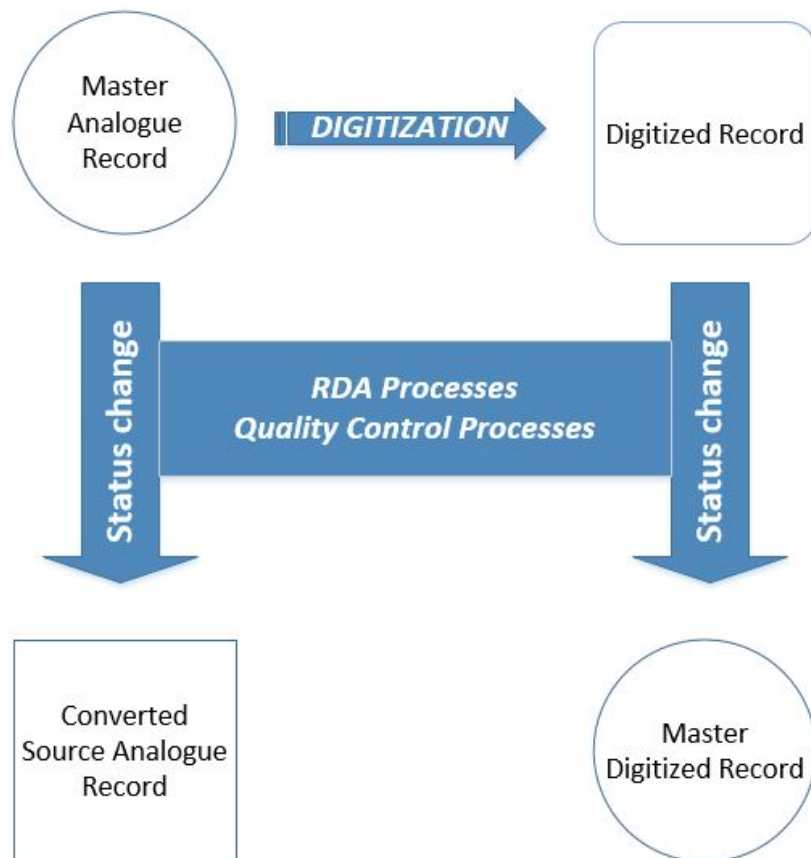 Master
Analogue
Record
DIGITIZATION
Digitized Record
Status change
RDA Processes
Quality Control Processes
Status change
Converted
Source Analogue
Record
Master
Digitized Record